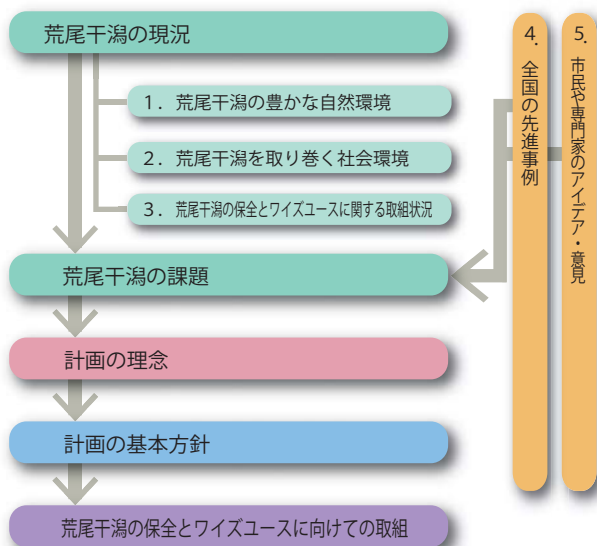 荒尾干潟の現況
1．荒尾干潟の豊かな自然環境
2．荒尾干潟を取り巻く社会環境
3．荒尾干潟の保全とワイズユースに関する取組状況
荒尾干潟の課題
計画の理念
計画の基本方針
荒尾干潟の保全とワイズユースに向けての取組
4．全国の先進事例
5．市民や専門家のアイデア・意見